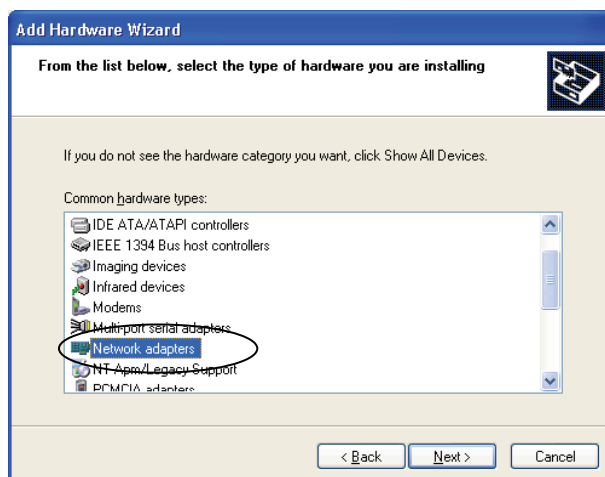 Add Hardware Wizard
From the list below, select the type of hardware you are installing
If you do not see the hardware category you want, click Show All Devices.
Common hardware types:
IDE ATA/ATAPI controllers
IEEE 1394 Bus host controllers
Imaging devices
Infrared devices
Modems
Multi-port serial adapters
Network adapters
NT Apm/Legacy Support
PCMCIA adapters
< Back
Next >
Cancel